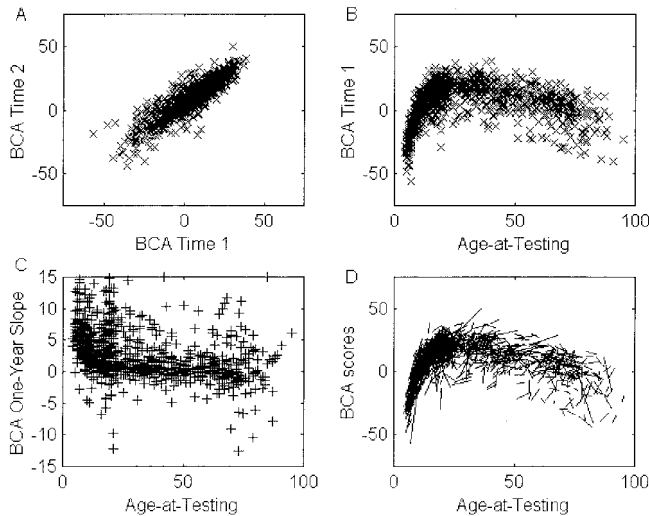 A
BCA Time 2
50
0
-50
-50
0
50
BCA Time 1
B
BCA Time 1
50
0
-50
0
50
100
Age-at-Testing
C
BCA One-Year Slope
15
10
5
0
-5
-10
-15
0
50
100
Age-at-Testing
D
BCA scores
50
0
-50
0
50
100
Age-at-Testing